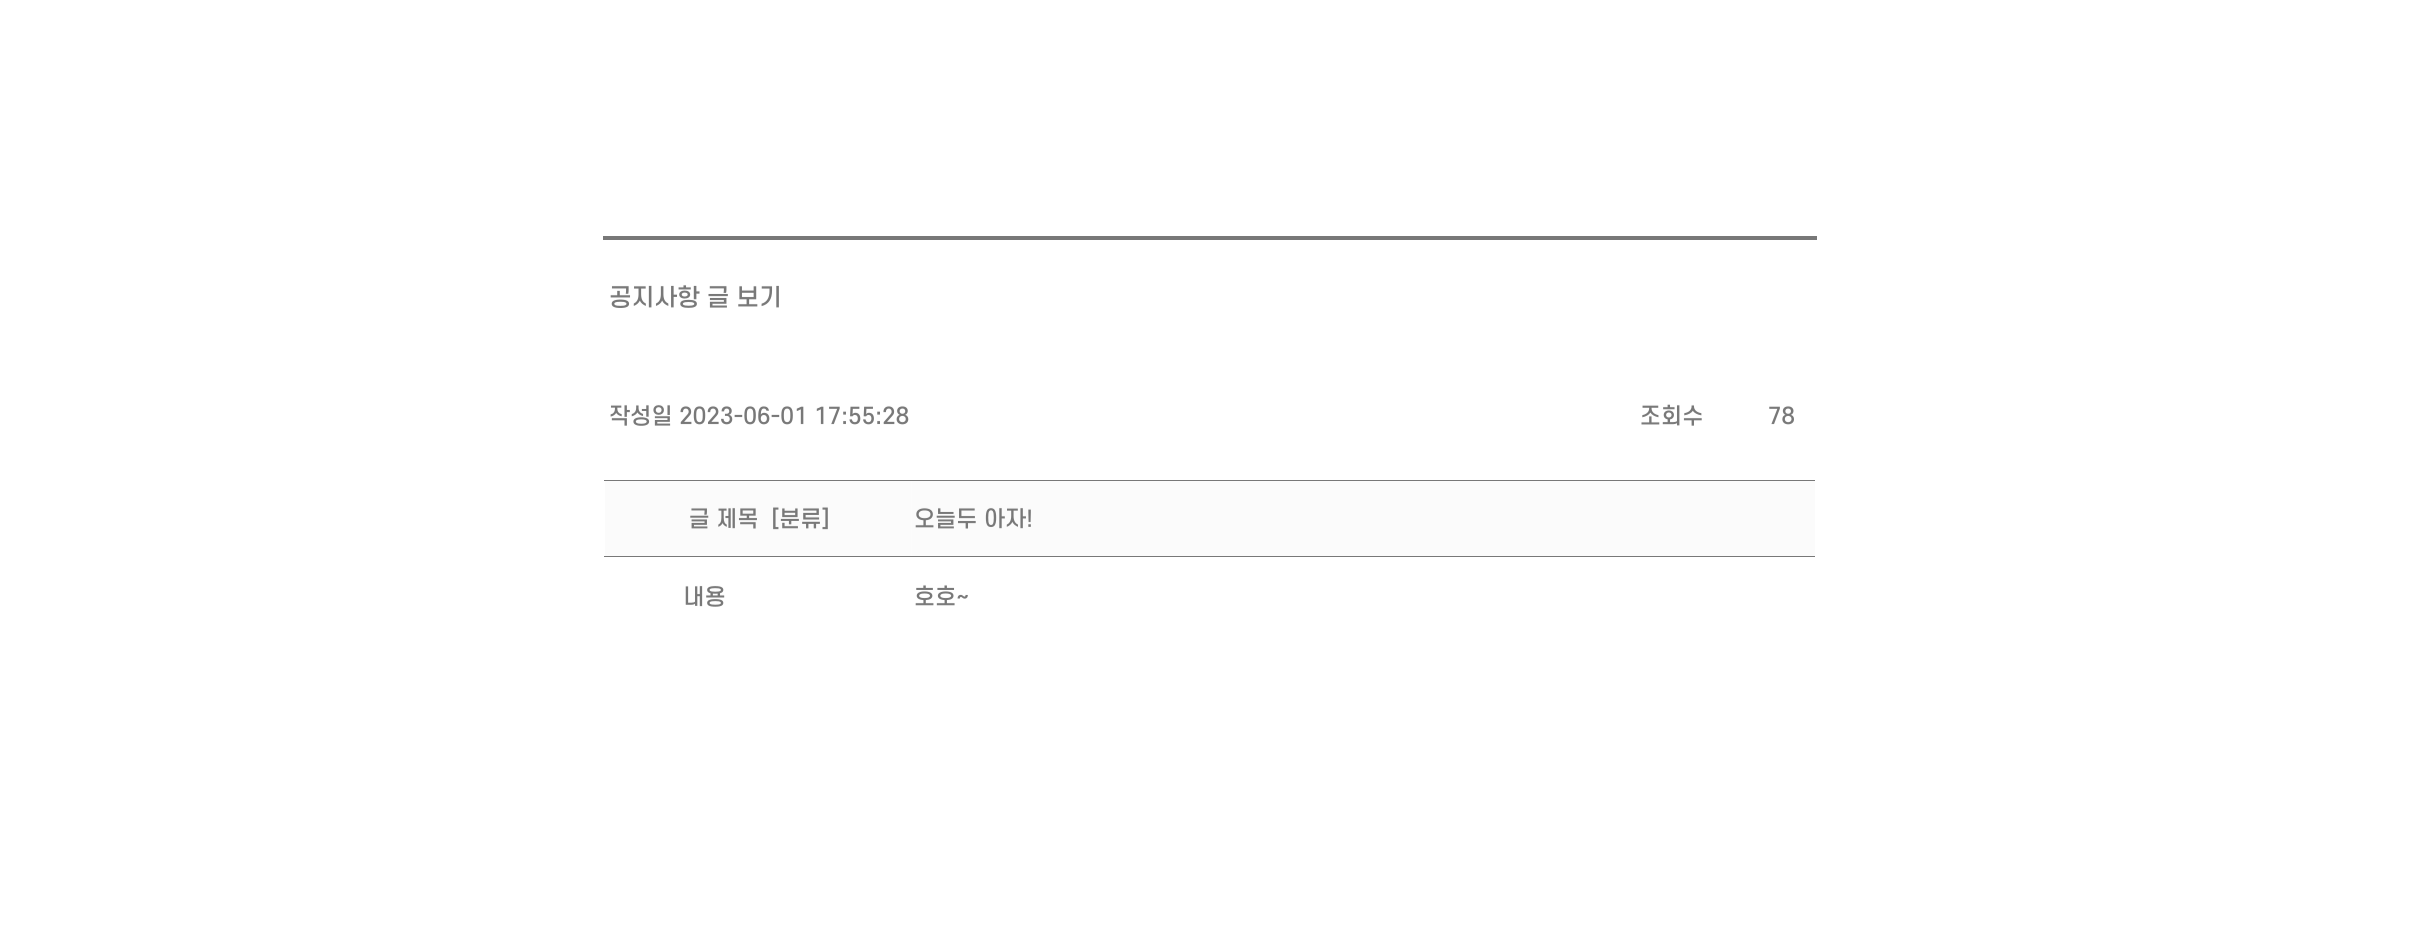 공지사항 글 보기
작성일 2023-06-01 17:55:28 조회수 78
글 제목 [분류] 오늘두 아자!
내용 호호~